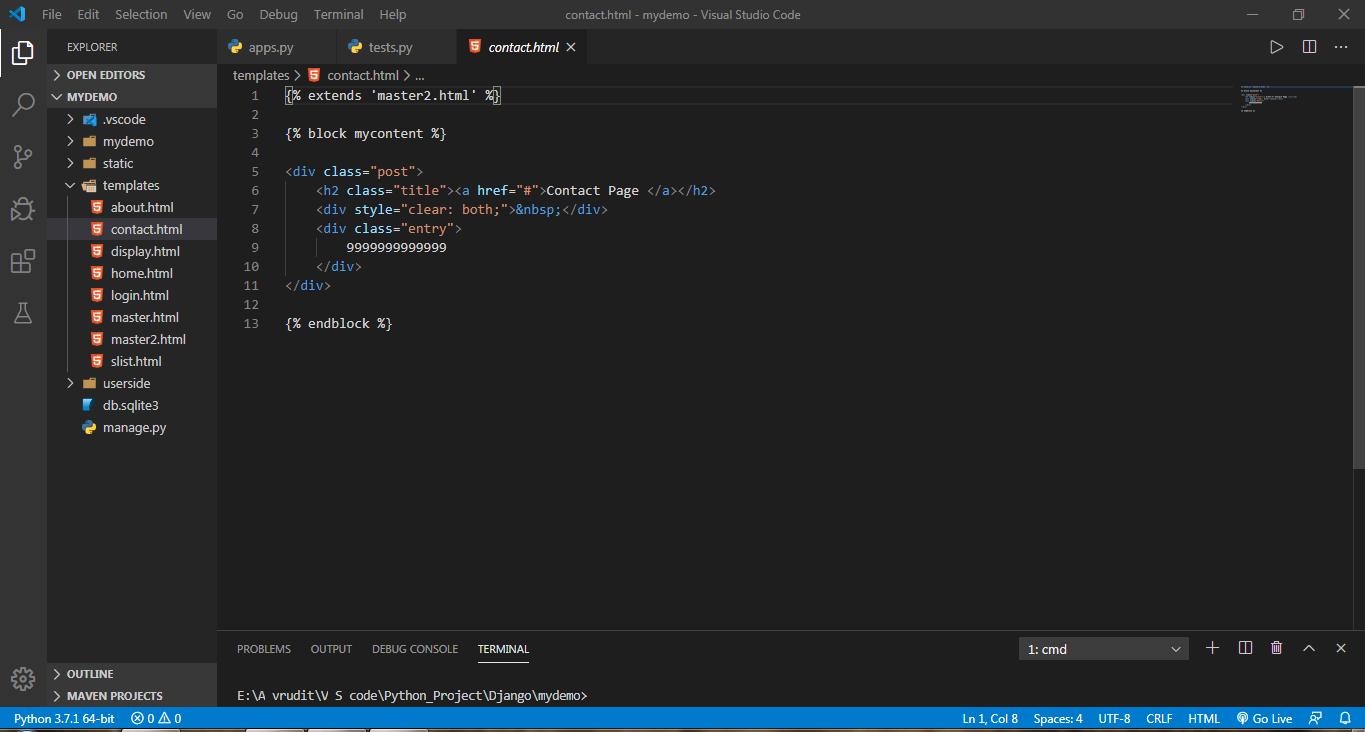 File Edit Selection View Go Debug Terminal Help contact.html - mydemo - Visual Studio Code
EXPLORER
OPEN EDITORS
MYDEMO
.vscode
mydemo
static
templates
about.html
contact.html
display.html
home.html
login.html
master.html
master2.html
slist.html
userside
db.sqlite3
manage.py
OUTLINE
MAVEN PROJECTS
apps.py tests.py contact.html
templates > contact.html > ...
1 {% extends 'master2.html' %}
2
3 {% block mycontent %}
4
5 <div class="post">
6 <h2 class="title"><a href="#">Contact Page </a></h2>
7 <div style="clear: both;">&nbsp;</div>
8 <div class="entry">
9 9999999999999
10 </div>
11 </div>
12
13 {% endblock %}
PROBLEMS OUTPUT DEBUG CONSOLE TERMINAL 1: cmd
E:\A vrudit\V S code\Python_Project\Django\mydemo>
Python 3.7.1 64-bit 0 0 Ln 1, Col 8 Spaces: 4 UTF-8 CRLF HTML Go Live